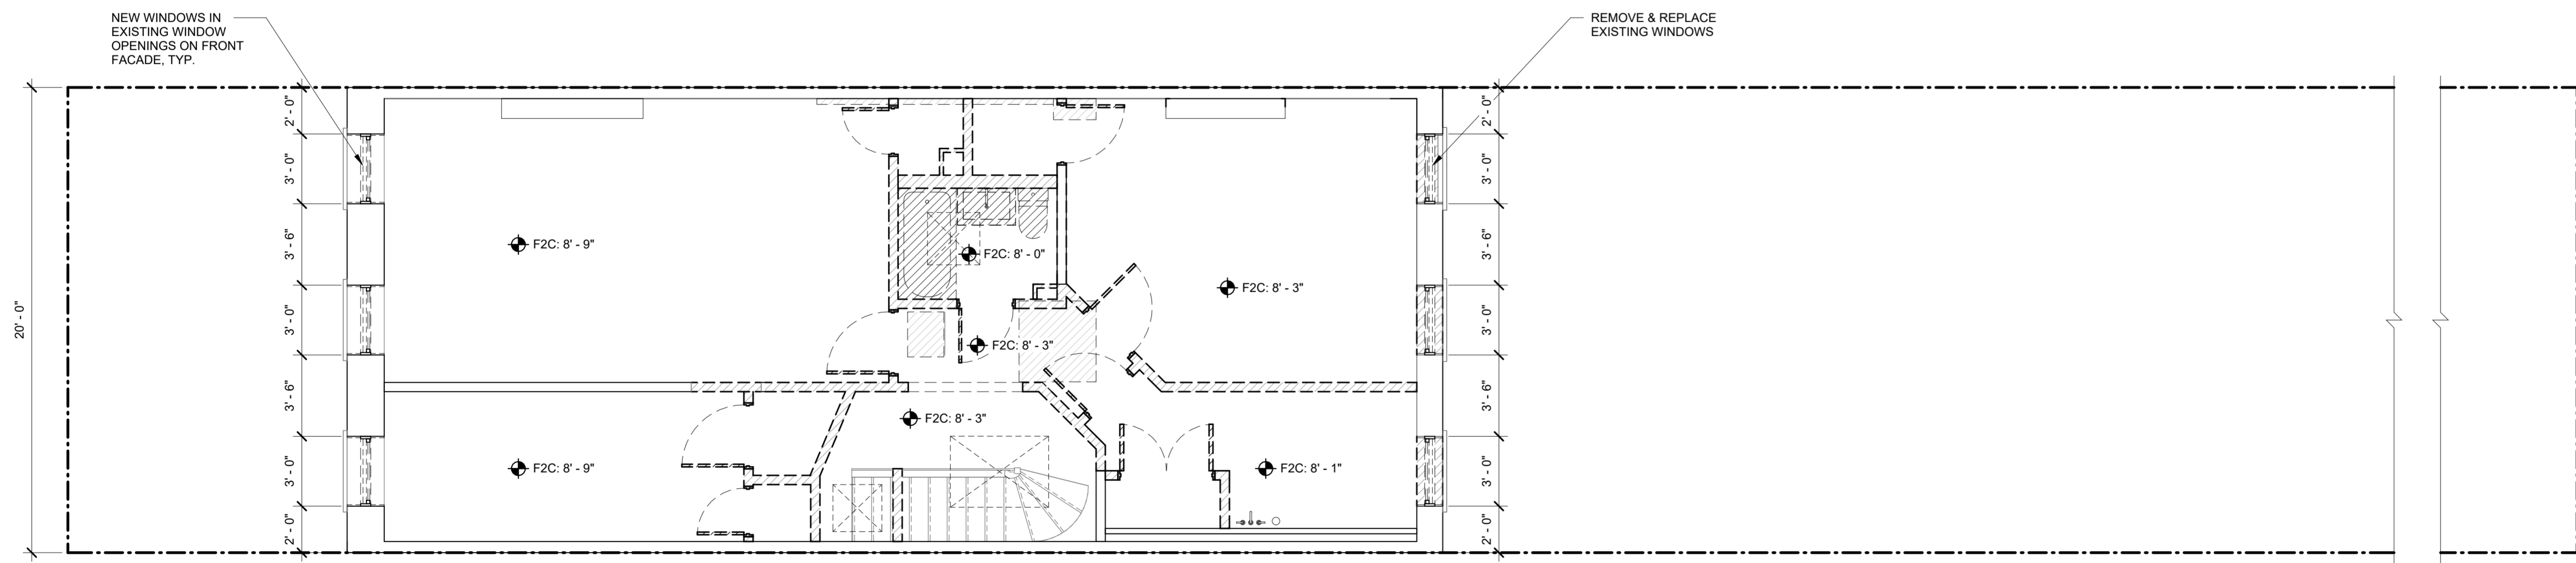 NEW WINDOWS IN
EXISTING WINDOW
OPENINGS ON FRONT
FACADE, TYP.
REMOVE & REPLACE
EXISTING WINDOWS
20' - 0"
2' - 0"
3' - 0"
3' - 6"
3' - 0"
3' - 6"
3' - 0"
2' - 0"
F2C: 8' - 9"
F2C: 8' - 0"
F2C: 8' - 3"
F2C: 8' - 3"
F2C: 8' - 3"
F2C: 8' - 9"
F2C: 8' - 1"
2' - 0"
3' - 0"
3' - 6"
3' - 0"
3' - 6"
3' - 0"
2' - 0"